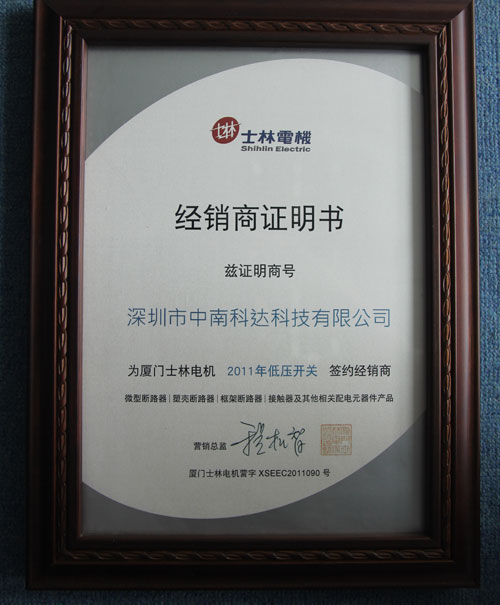 士林 士林電機
Shihlin Electric
经销商证明书
兹证明商号
深圳市中南科达科技有限公司
为厦门士林电机 2011年低压开关 签约经销商
微型断路器|塑壳断路器|框架断路器|接触器及其他相关配电元器件产品
营销总监
厦门士林电机营字 XSEEC2011090 号